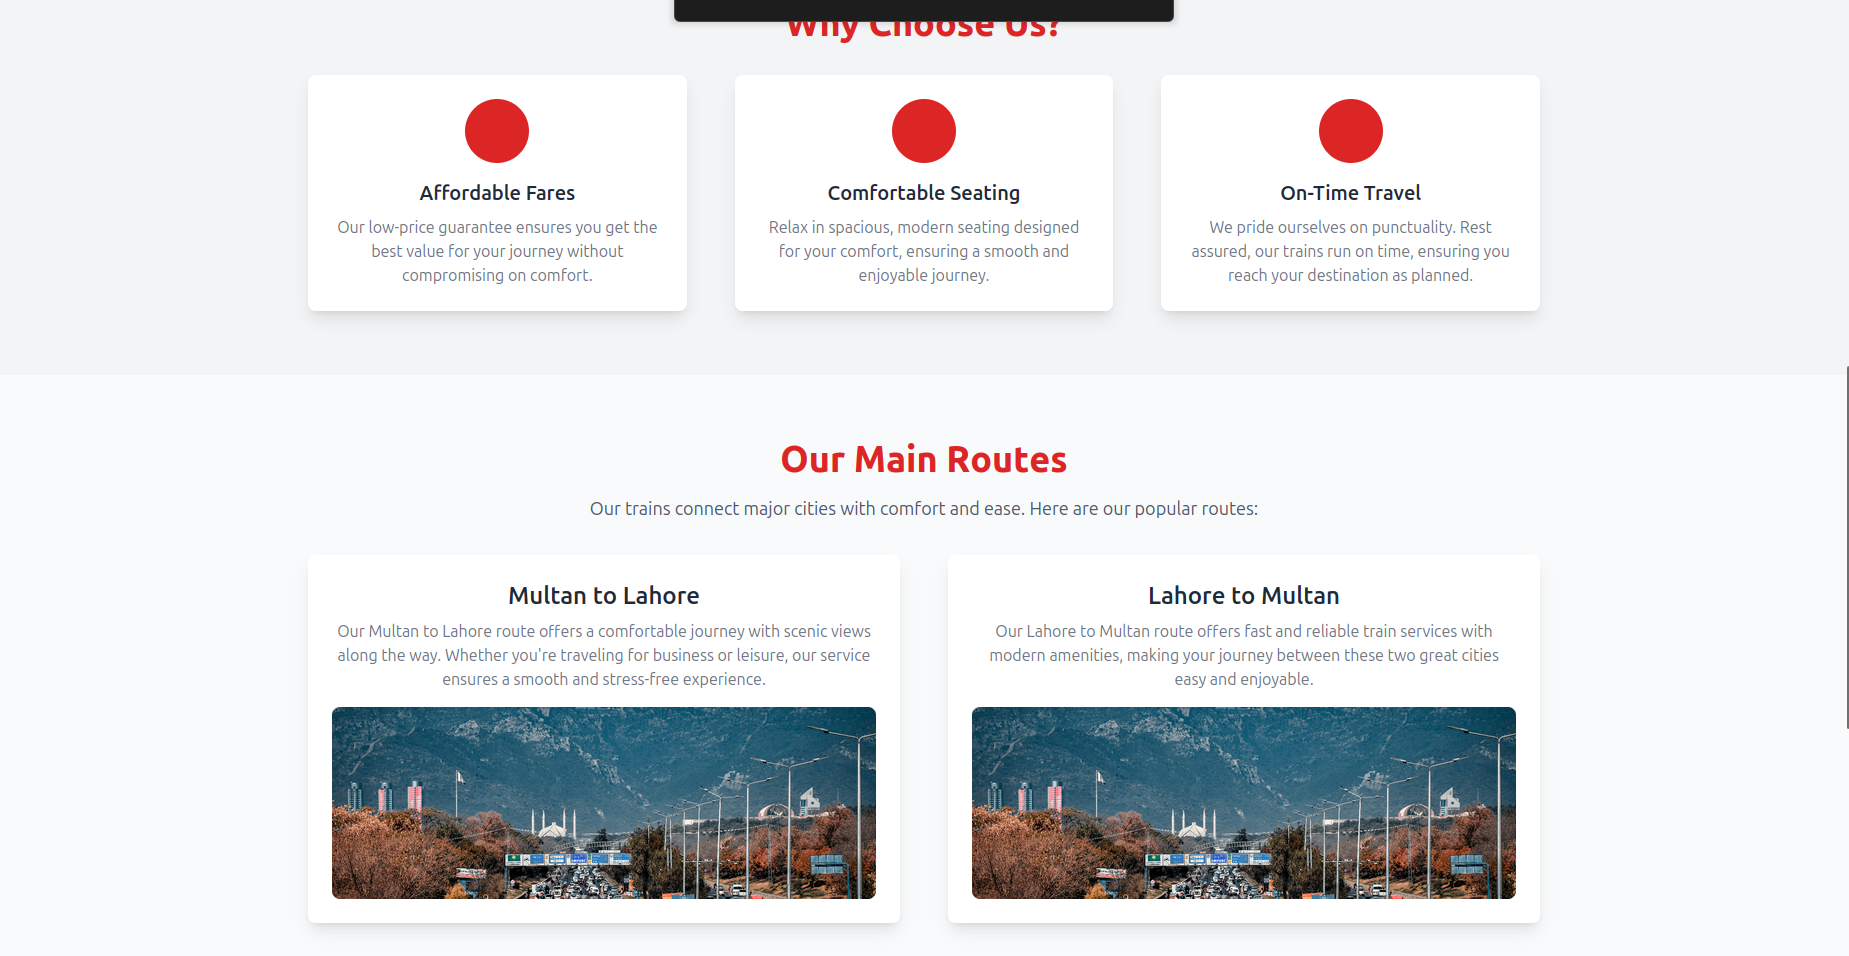 Why Choose Us?
Affordable Fares
Our low-price guarantee ensures you get the
best value for your journey without
compromising on comfort.
Comfortable Seating
Relax in spacious, modern seating designed
for your comfort, ensuring a smooth and
enjoyable journey.
On-Time Travel
We pride ourselves on punctuality. Rest
assured, our trains run on time, ensuring you
reach your destination as planned.
Our Main Routes
Our trains connect major cities with comfort and ease. Here are our popular routes:
Multan to Lahore
Our Multan to Lahore route offers a comfortable journey with scenic views
along the way. Whether you're traveling for business or leisure, our service
ensures a smooth and stress-free experience.
Lahore to Multan
Our Lahore to Multan route offers fast and reliable train services with
modern amenities, making your journey between these two great cities
easy and enjoyable.